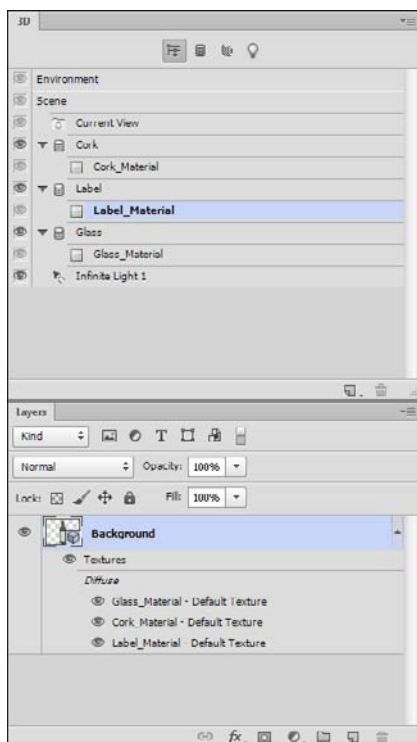 3D
Environment
Scene
Current View
Cork
Cork_Material
Label
Label_Material
Glass
Glass_Material
Infinite Light 1
Layers
Kind
Normal Opacity: 100%
Lock: Fill: 100%
Background
Textures
Diffuse
Glass_Material - Default Texture
Cork_Material - Default Texture
Label_Material - Default Texture
fx